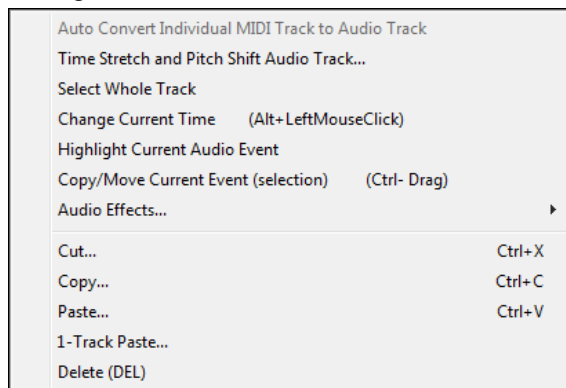 Auto Convert Individual MIDI Track to Audio Track
Time Stretch and Pitch Shift Audio Track...
Select Whole Track
Change Current Time (Alt+LeftMouseClick)
Highlight Current Audio Event
Copy/Move Current Event (selection) (Ctrl- Drag)
Audio Effects...
Cut... Ctrl+X
Copy... Ctrl+C
Paste... Ctrl+V
1-Track Paste...
Delete (DEL)